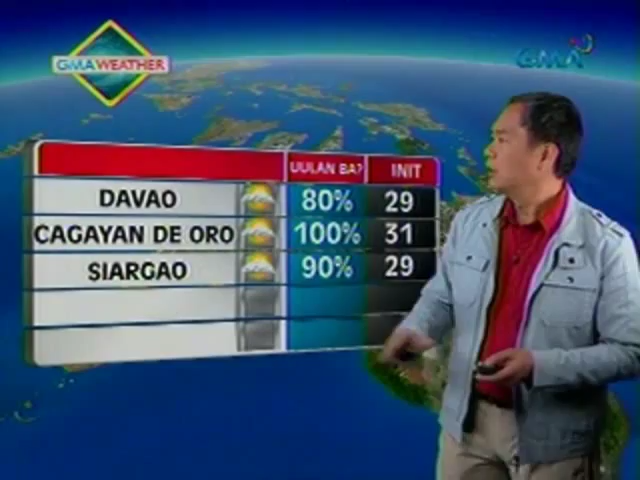 GMA WEATHER
GMA
UULAN BA? INIT
DAVAO 80% 29
CAGAYAN DE ORO 100% 31
SIARGAO 90% 29